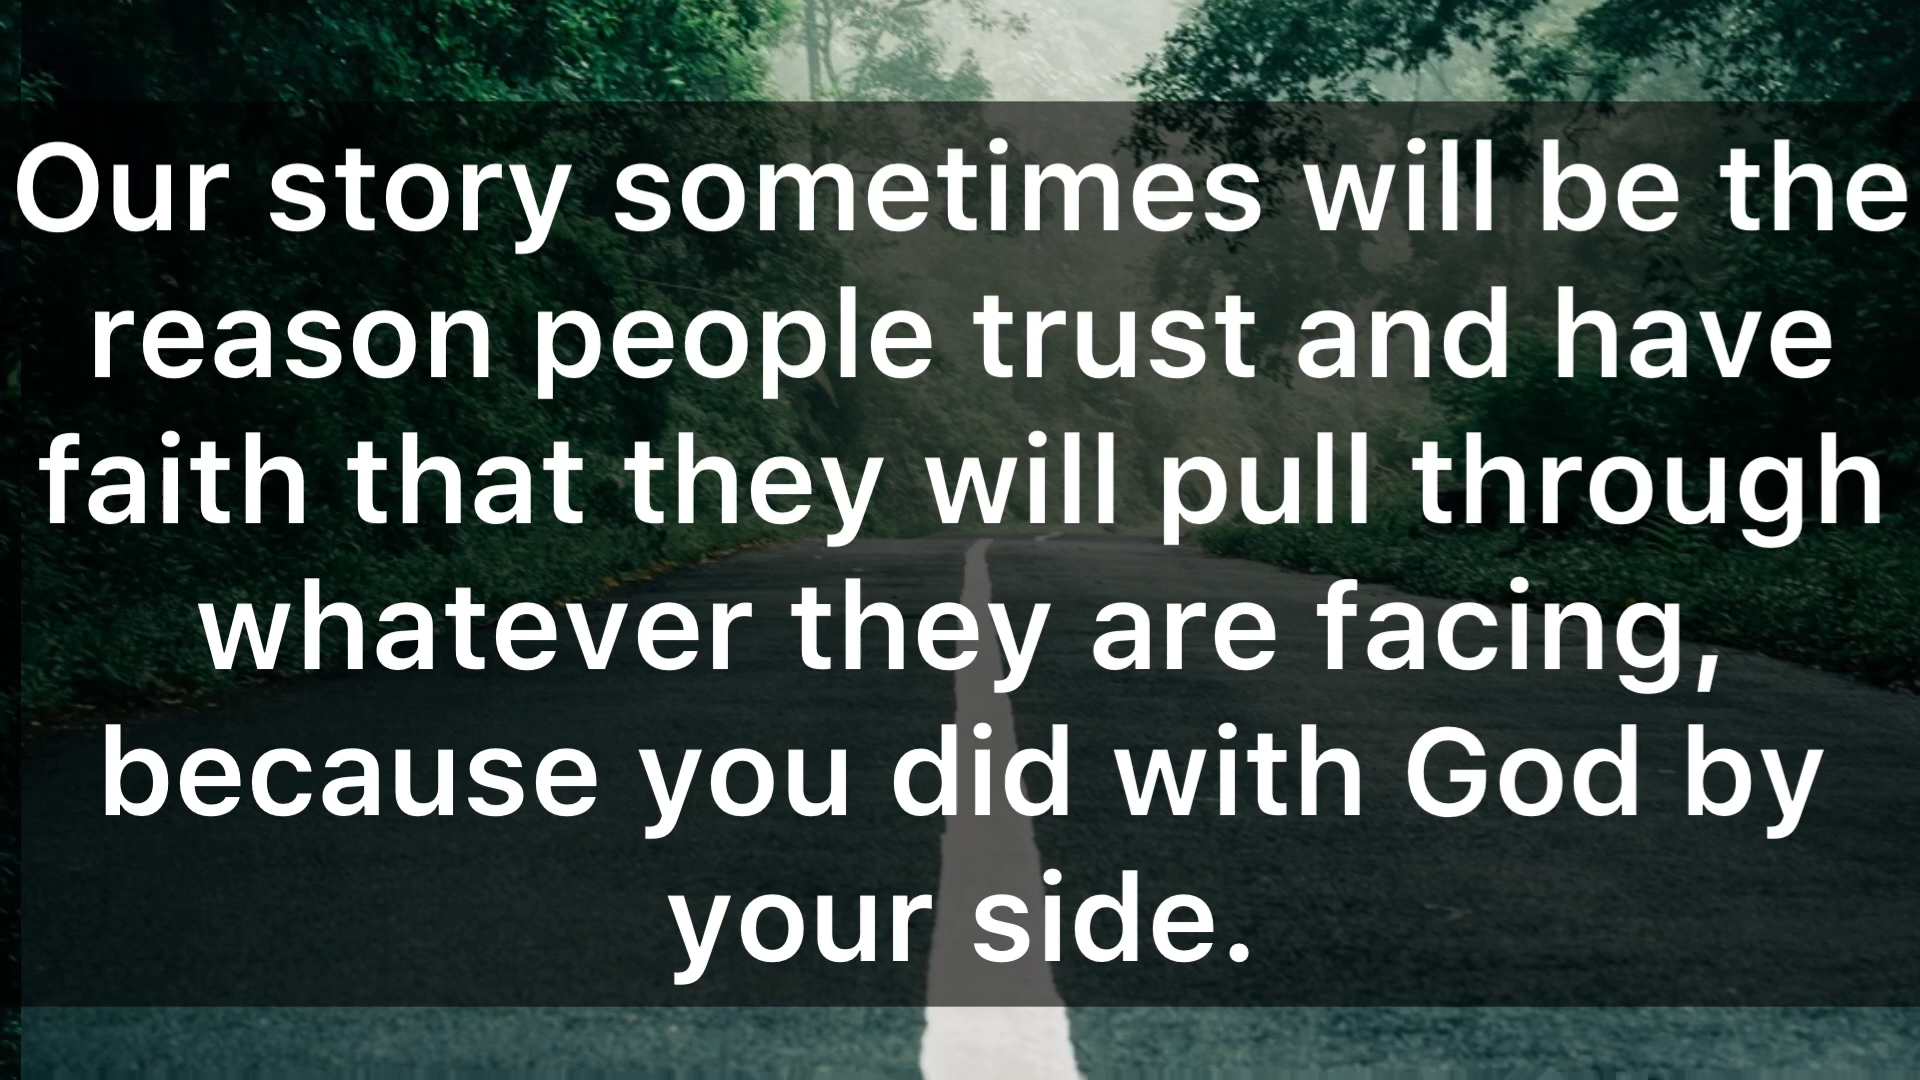 Our story sometimes will be the
reason people trust and have
faith that they will pull through
whatever they are facing,
because you did with God by
your side.